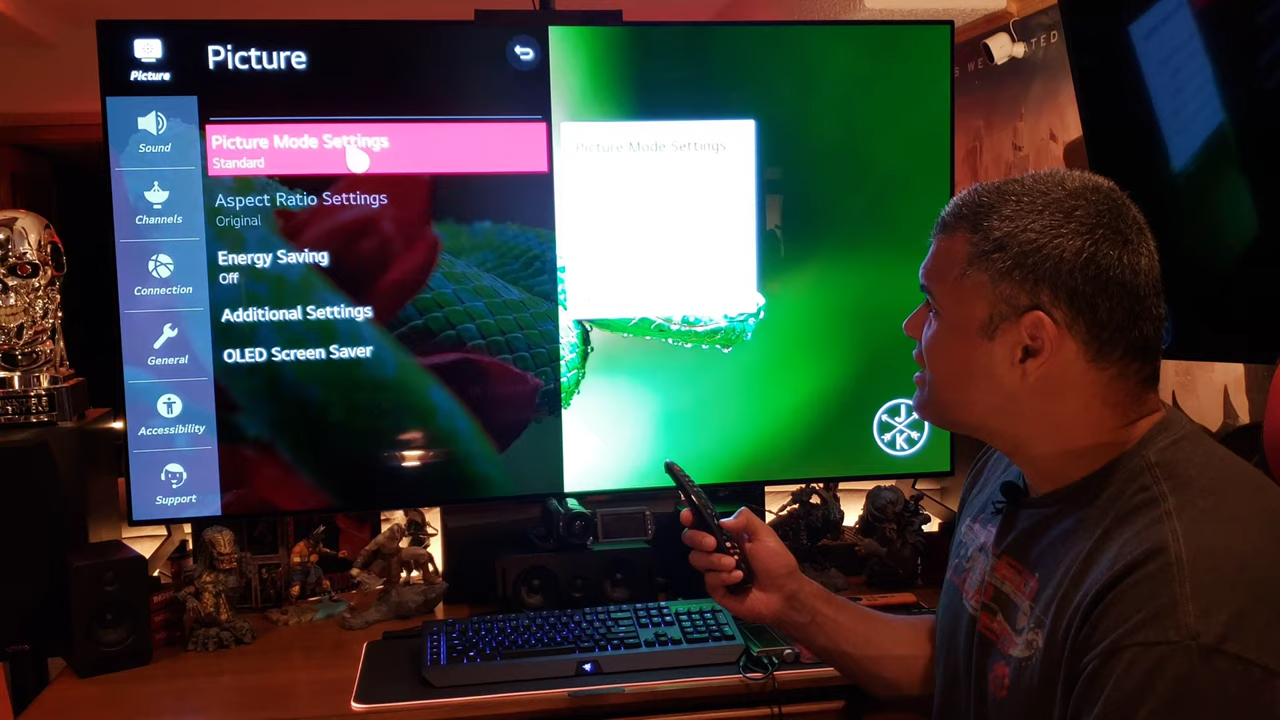 Picture
Picture
Picture Mode Settings
Standard
Picture Mode Settings
Sound
Aspect Ratio Settings
Original
Channels
Energy Saving
Off
Connection
Additional Settings
OLED Screen Saver
General
Accessibility
Support
J
K